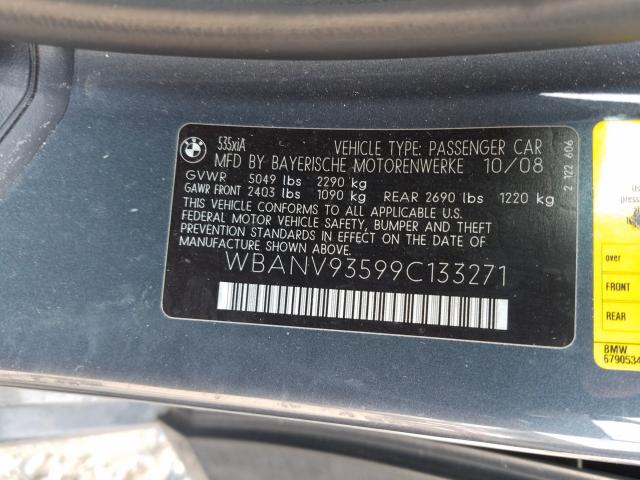 BMW 535xiA VEHICLE TYPE: PASSENGER CAR
MFD BY BAYERISCHE MOTORENWERKE 10/08
GVWR 5049 lbs 2290 kg
GAWR FRONT 2403 lbs 1090 kg REAR 2690 lbs 1220 kg
THIS VEHICLE CONFORMS TO ALL APPLICABLE U.S.
FEDERAL MOTOR VEHICLE SAFETY, BUMPER AND THEFT
PREVENTION STANDARDS IN EFFECT ON THE DATE OF
MANUFACTURE SHOWN ABOVE
WBANV93599C133271
2 122 606
over
FRONT
REAR
BMW
6790534